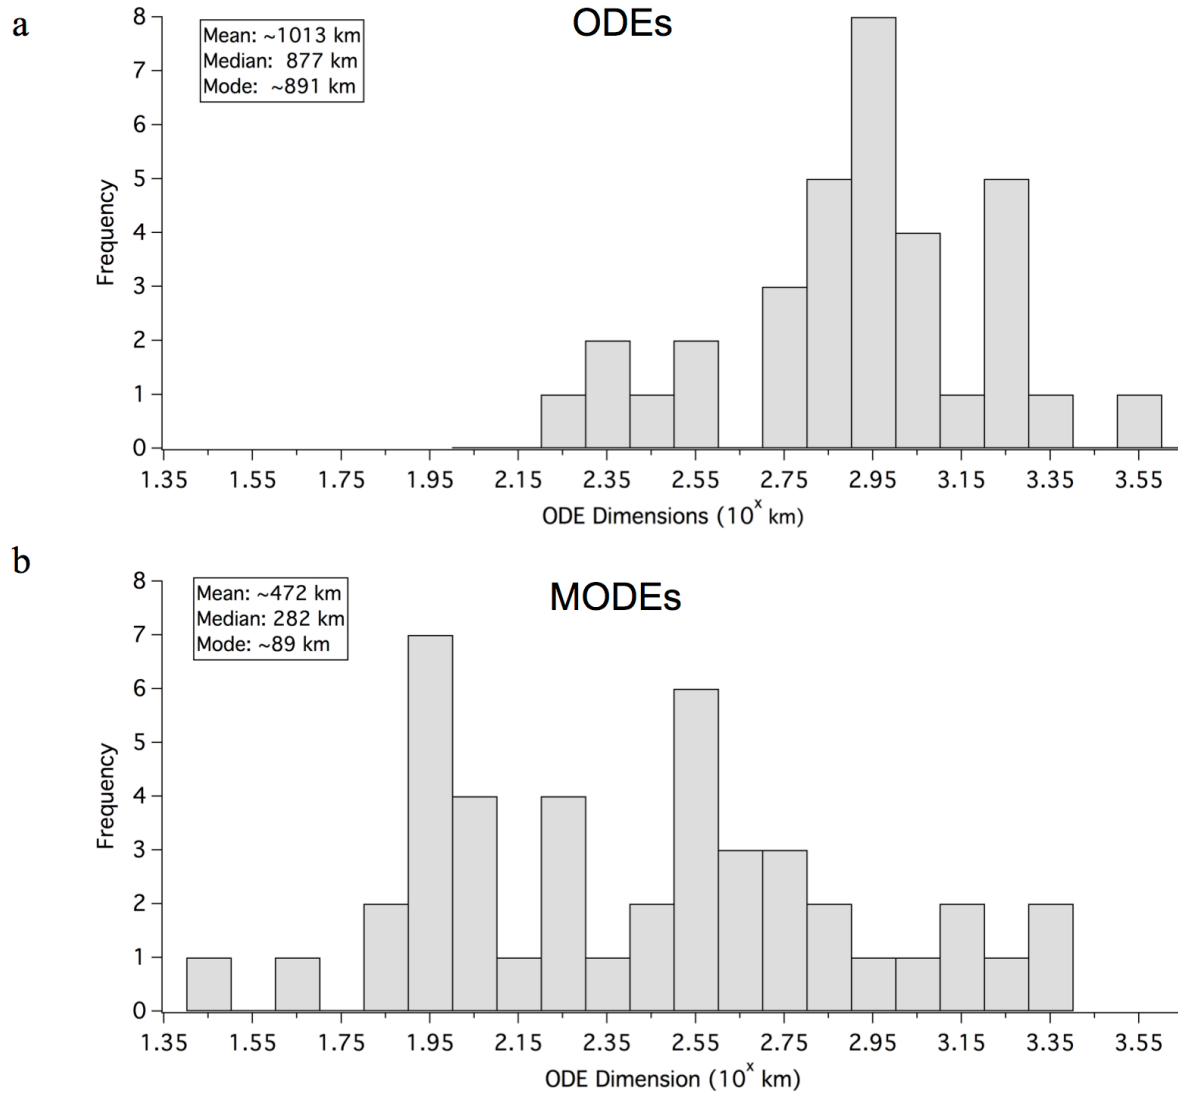 a
ODEs
Mean: ~1013 km
Median: 877 km
Mode: ~891 km
8
7
6
5
4
3
2
1
0
Frequency
1.35 1.55 1.75 1.95 2.15 2.35 2.55 2.75 2.95 3.15 3.35 3.55
ODE Dimensions (10^x km)
b
MODEs
Mean: ~472 km
Median: 282 km
Mode: ~89 km
8
7
6
5
4
3
2
1
0
Frequency
1.35 1.55 1.75 1.95 2.15 2.35 2.55 2.75 2.95 3.15 3.35 3.55
ODE Dimension (10^x km)